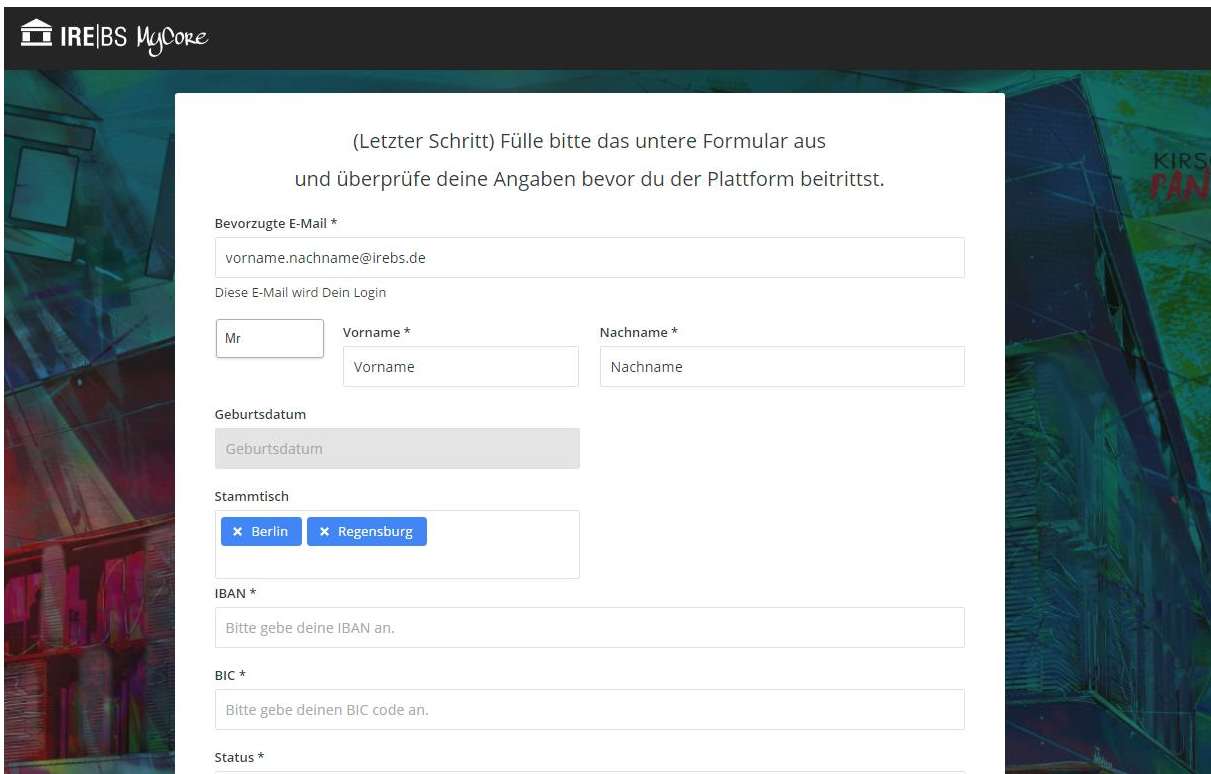 IRE|BS MyCore
(Letzter Schritt) Fülle bitte das untere Formular aus
und überprüfe deine Angaben bevor du der Plattform beitrittst.
Bevorzugte E-Mail *
vorname.nachname@irebs.de
Diese E-Mail wird Dein Login
Mr
Vorname *
Nachname *
Vorname
Nachname
Geburtsdatum
Geburtsdatum
Stammtisch
× Berlin × Regensburg
IBAN *
Bitte gebe deine IBAN an.
BIC *
Bitte gebe deinen BIC code an.
Status *